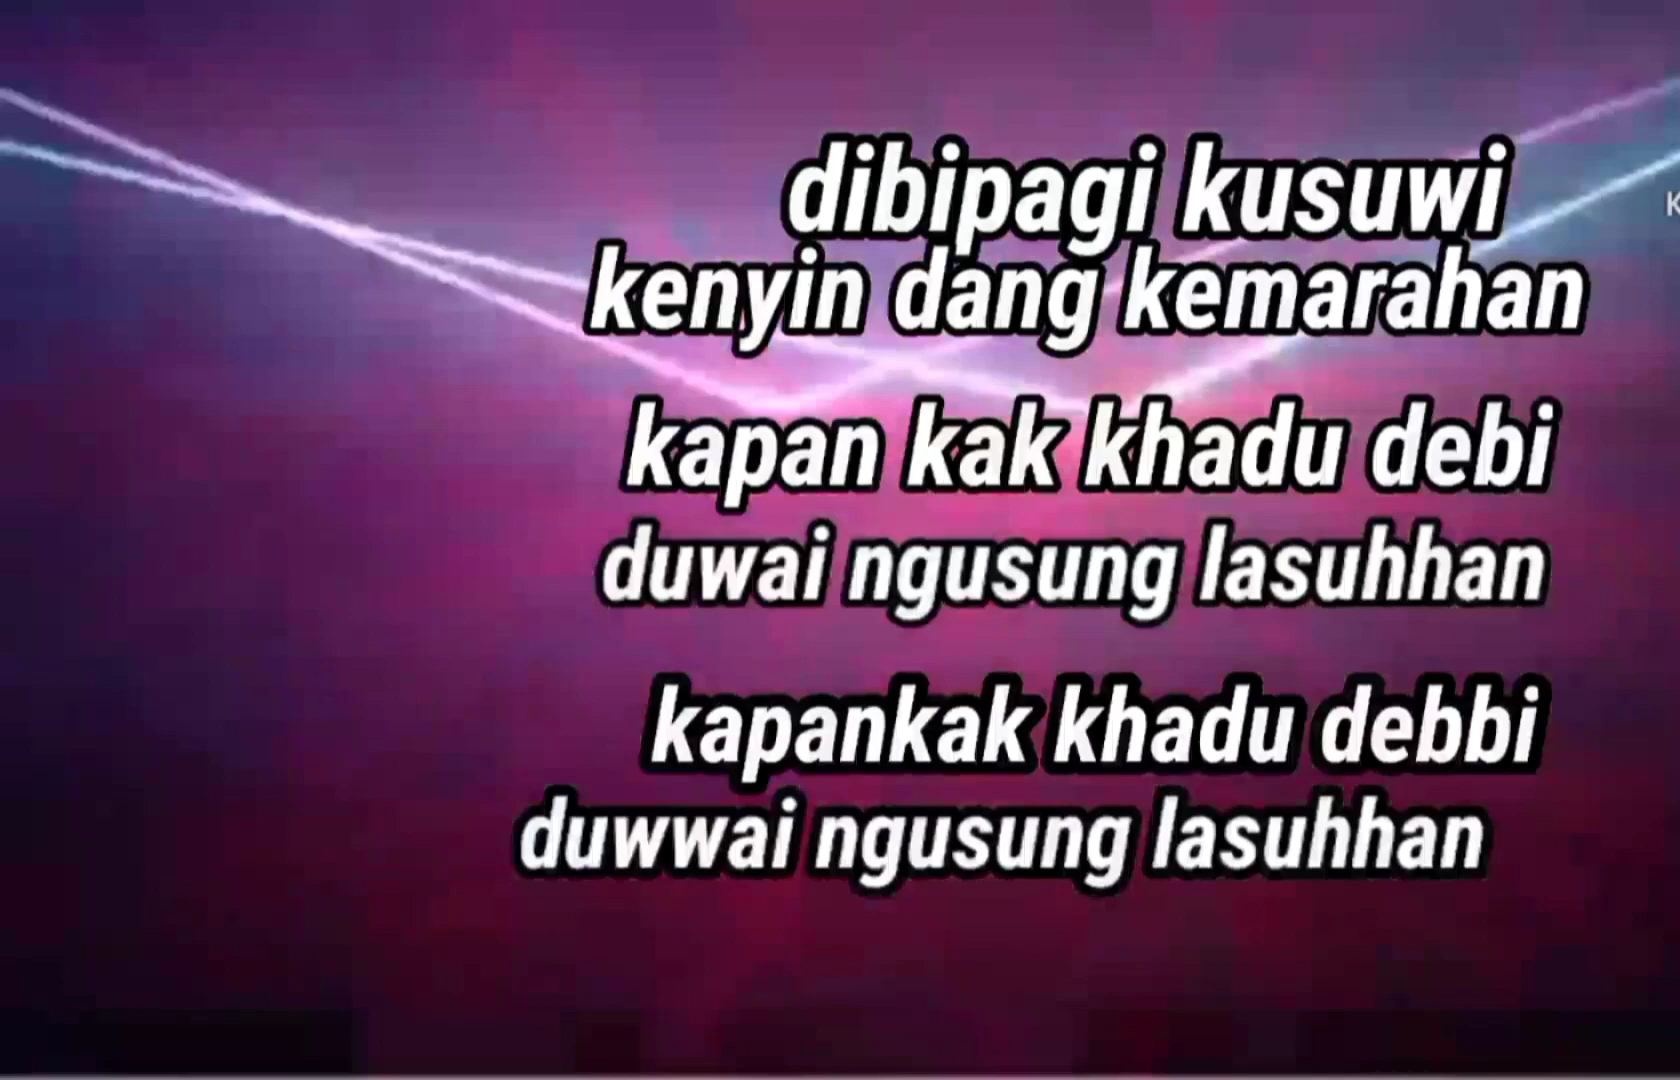 dibipagi kusuwi
kenyin dang kemarahan
kapan kak khadu debi
duwai ngusung lasuhhan
kapankak khadu debbi
duwwai ngusung lasuhhan